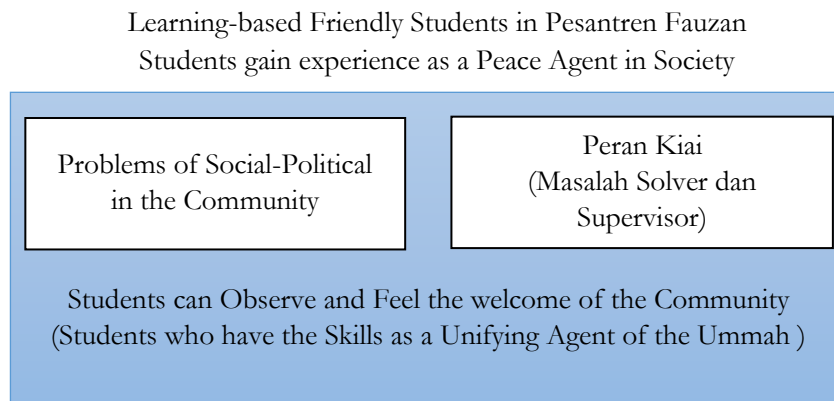 Learning-based Friendly Students in Pesantren Fauzan
Students gain experience as a Peace Agent in Society
Problems of Social-Political
in the Community
Peran Kiai
(Masalah Solver dan
Supervisor)
Students can Observe and Feel the welcome of the Community
(Students who have the Skills as a Unifying Agent of the Ummah )